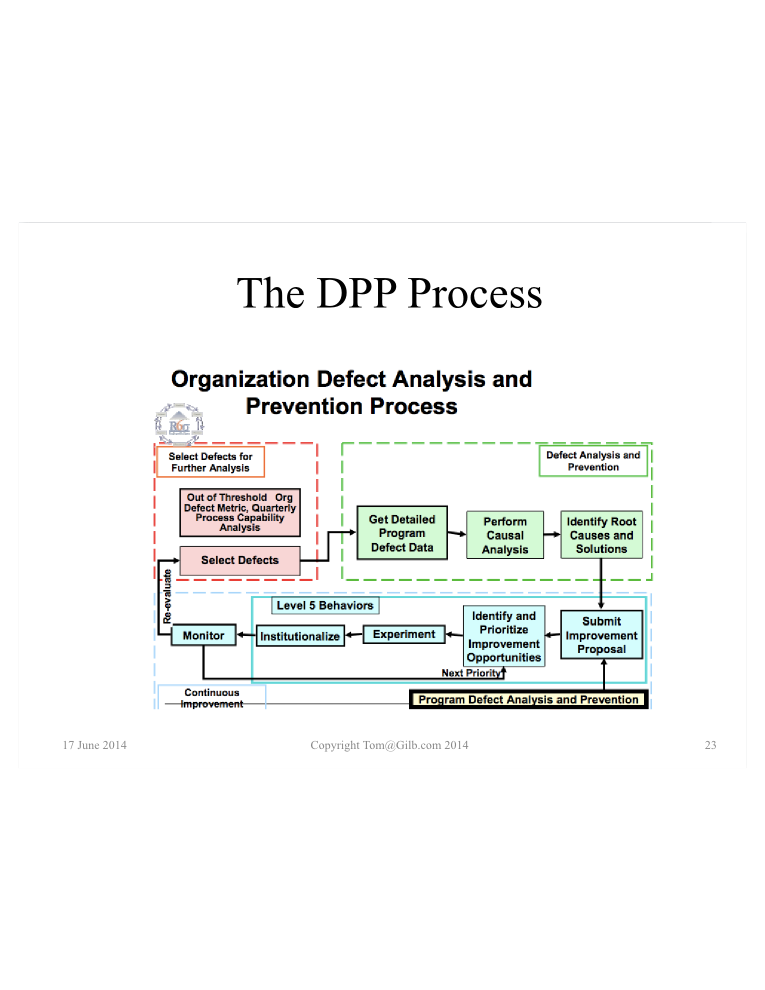 The DPP Process
Organization Defect Analysis and
Prevention Process
Select Defects for
Further Analysis
Defect Analysis and
Prevention
Out of Threshold Org
Defect Metric, Quarterly
Process Capability
Analysis
Select Defects
Get Detailed
Program
Defect Data
Perform
Causal
Analysis
Identify Root
Causes and
Solutions
Re-evaluate
Level 5 Behaviors
Monitor
Institutionalize
Experiment
Identify and
Prioritize
Improvement
Opportunities
Submit
Improvement
Proposal
Next Priority
Continuous
Improvement
Program Defect Analysis and Prevention
17 June 2014
Copyright Tom@Gilb.com 2014
23